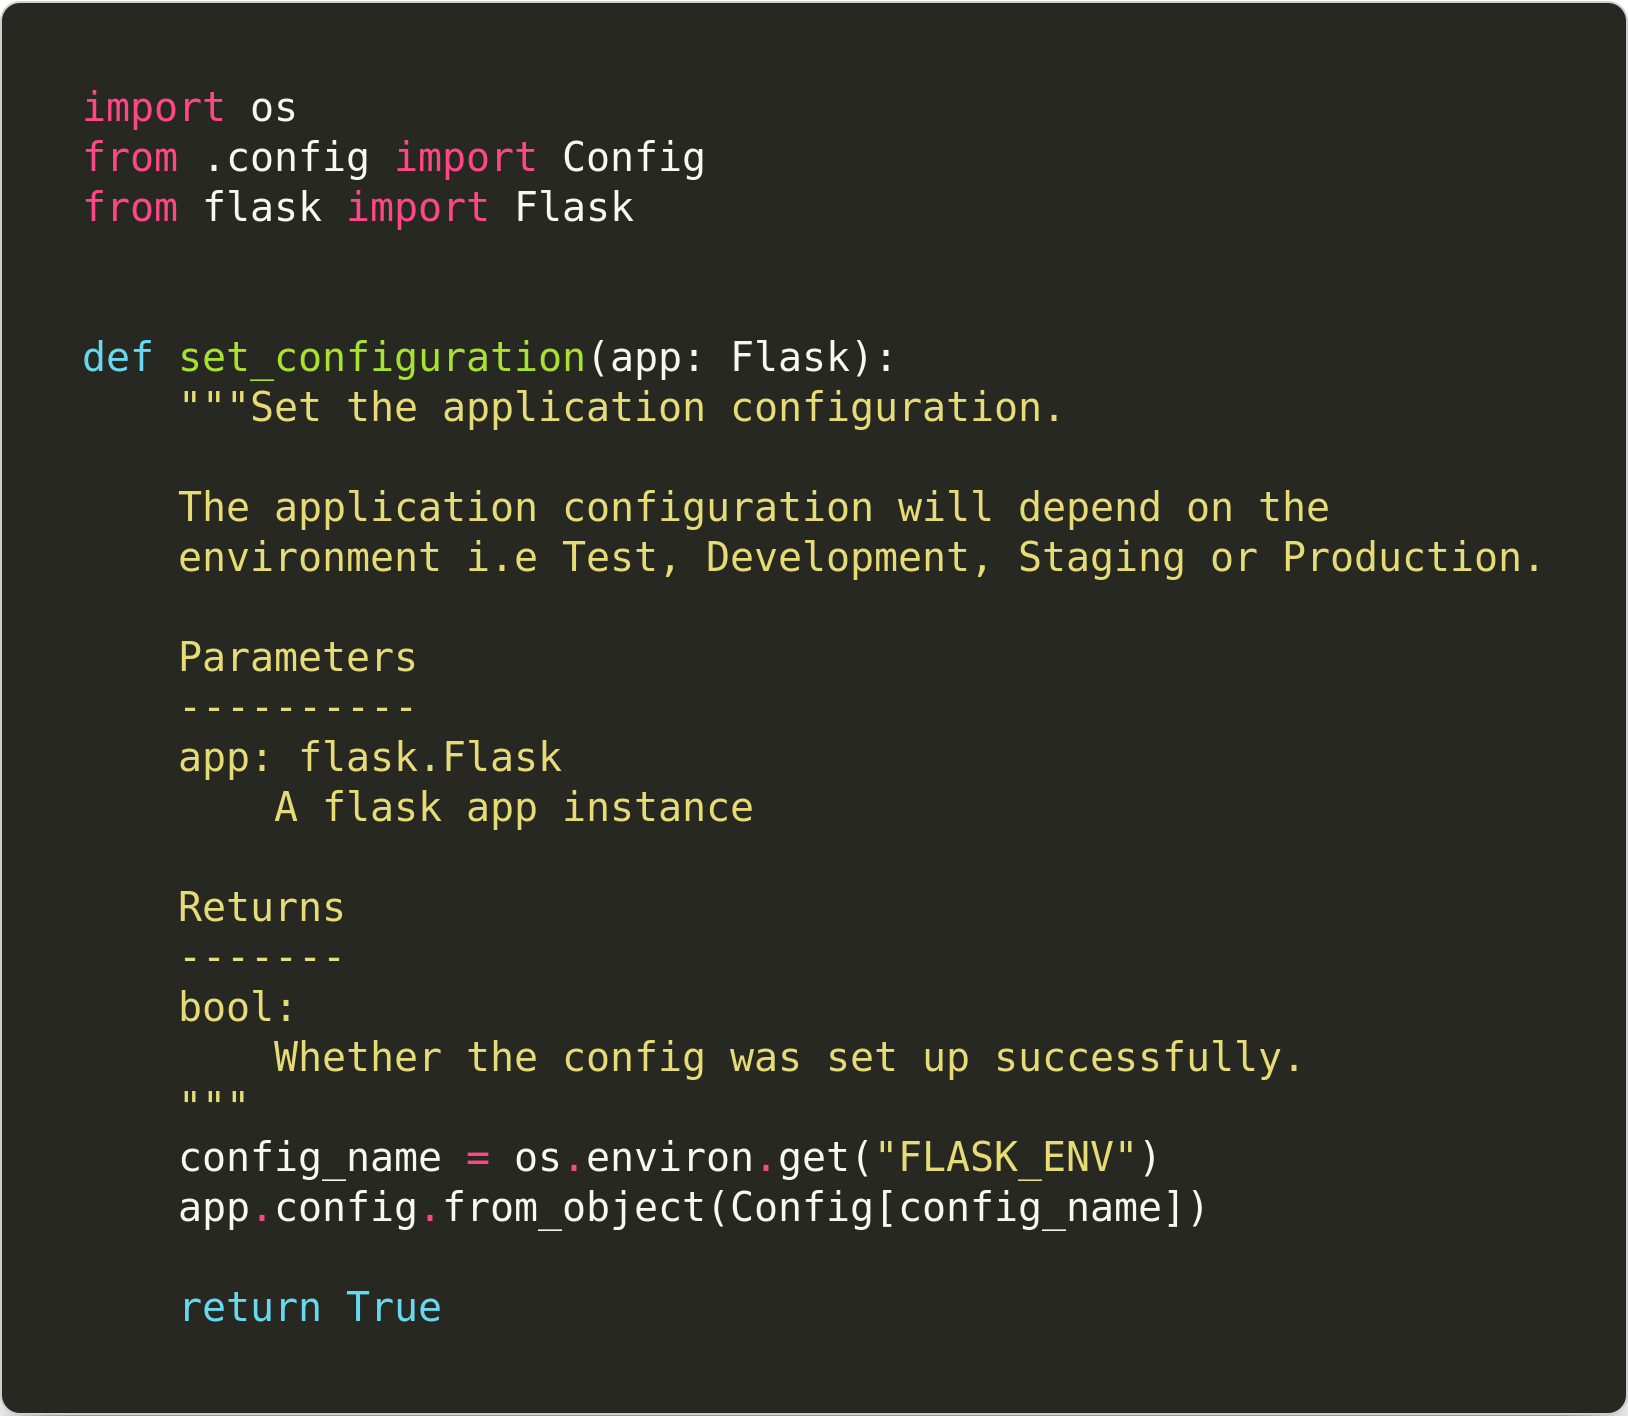 import os
from .config import Config
from flask import Flask


def set_configuration(app: Flask):
    """Set the application configuration.

    The application configuration will depend on the
    environment i.e Test, Development, Staging or Production.

    Parameters
    ----------
    app: flask.Flask
        A flask app instance

    Returns
    -------
    bool:
        Whether the config was set up successfully.
    """
    config_name = os.environ.get("FLASK_ENV")
    app.config.from_object(Config[config_name])

    return True